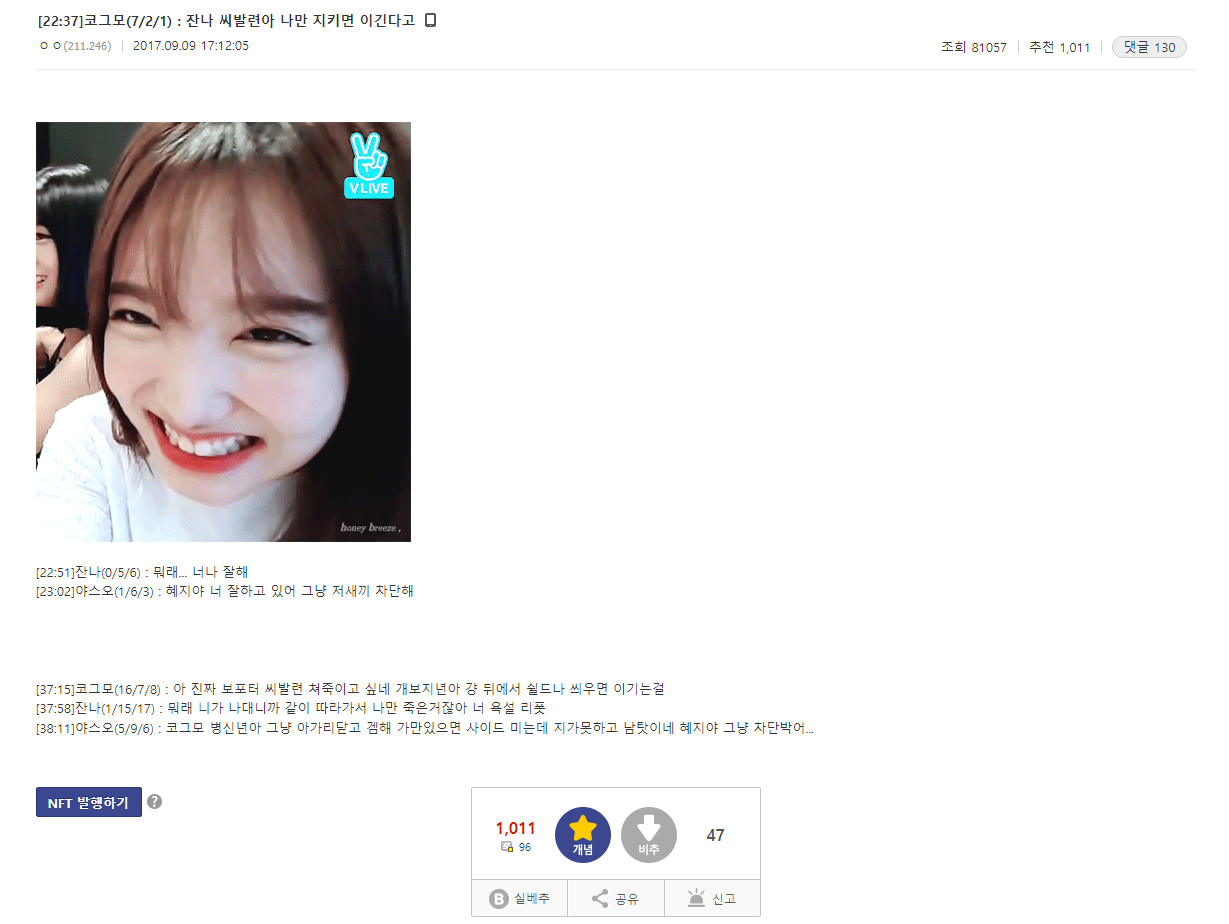 [22:37]코그모(7/2/1) : 잔나 씨발련아 나만 지키면 이긴다고
ㅇㅇ(211.246) 2017.09.09 17:12:05 조회 81057 추천 1,011 댓글 130
V LIVE
honey breeze ,
[22:51]잔나(0/5/6) : 뭐래... 너나 잘해
[23:02]야스오(1/6/3) : 혜지야 너 잘하고 있어 그냥 저새끼 차단해
[37:15]코그모(16/7/8) : 아 진짜 보포터 씨발련 쳐죽이고 싶네 개보지년아 걍 뒤에서 쉴드나 씌우면 이기는걸
[37:58]잔나(1/15/17) : 뭐래 니가 나대니까 같이 따라가서 나만 죽은거잖아 너 욕설 리폿
[38:11]야스오(5/9/6) : 코그모 병신년아 그냥 아가리닫고 겜해 가만있으면 사이드 미는데 지가못하고 남탓이네 혜지야 그냥 차단박어...
NFT 발행하기 ?
1,011 개념 비추 47
96
B 실베추 공유 신고